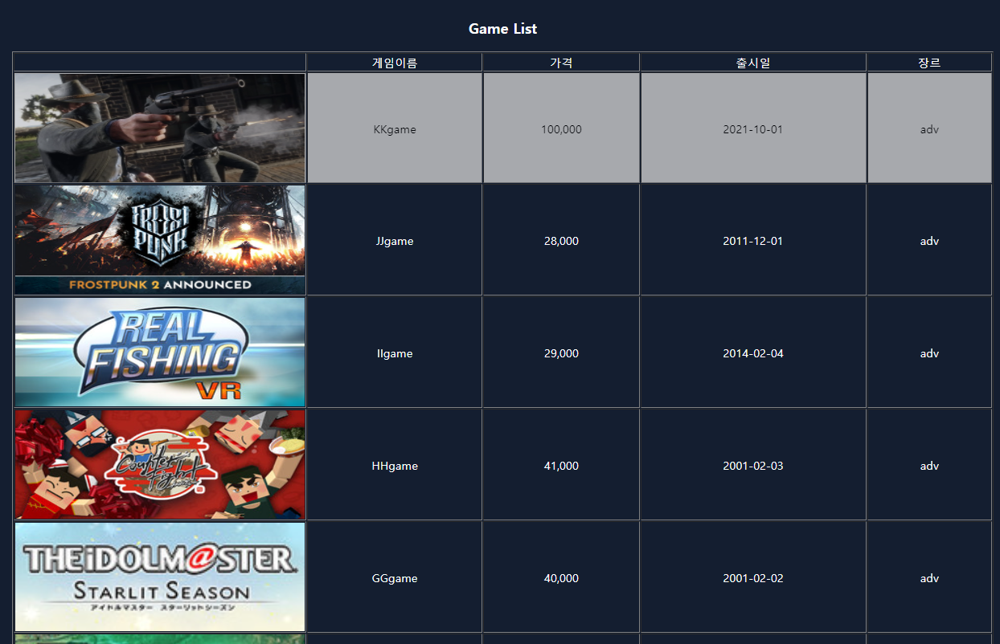 Game List
게임이름 가격 출시일 장르
KKgame 100,000 2021-10-01 adv
FROST
PUNK
FROSTPUNK 2 ANNOUNCED
JJgame 28,000 2011-12-01 adv
REAL
FISHING
VR
IIgame 29,000 2014-02-04 adv
Counter
Fight
HHgame 41,000 2001-02-03 adv
THE iDOLM@STER
STARLIT SEASON
アイドルマスター スターリットシーズン
GGgame 40,000 2001-02-02 adv